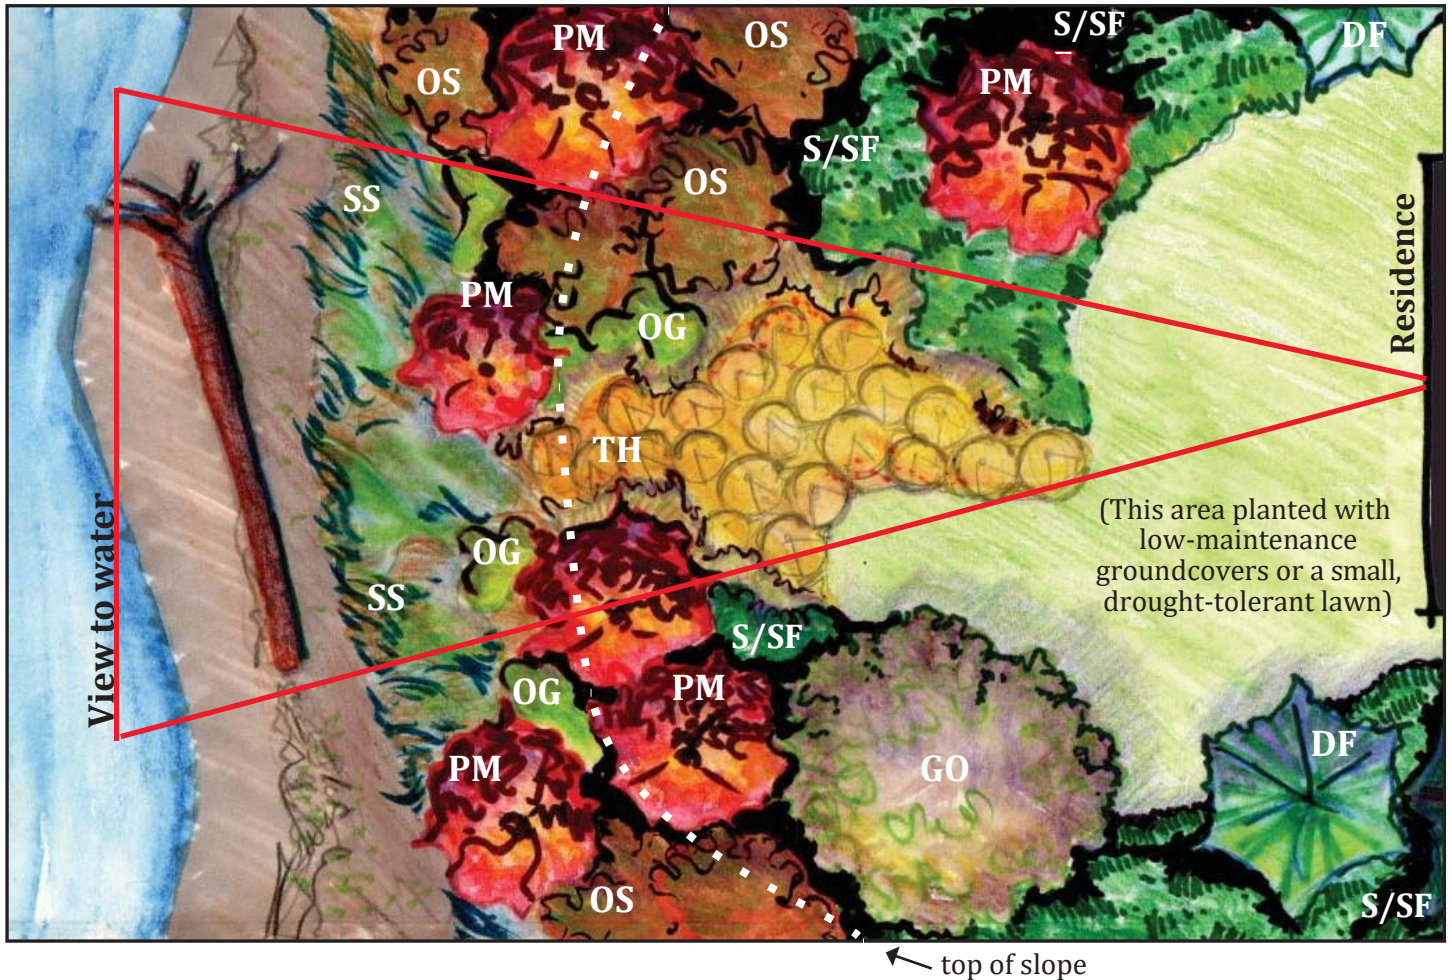 PM
OS
S/SF
DF
OS
PM
S/SF
OS
SS
Residence
PM
OG
TH
View to water
(This area planted with
low-maintenance
groundcovers or a small,
drought-tolerant lawn)
OG
SS
S/SF
OG
PM
DF
PM
GO
OS
S/SF
top of slope